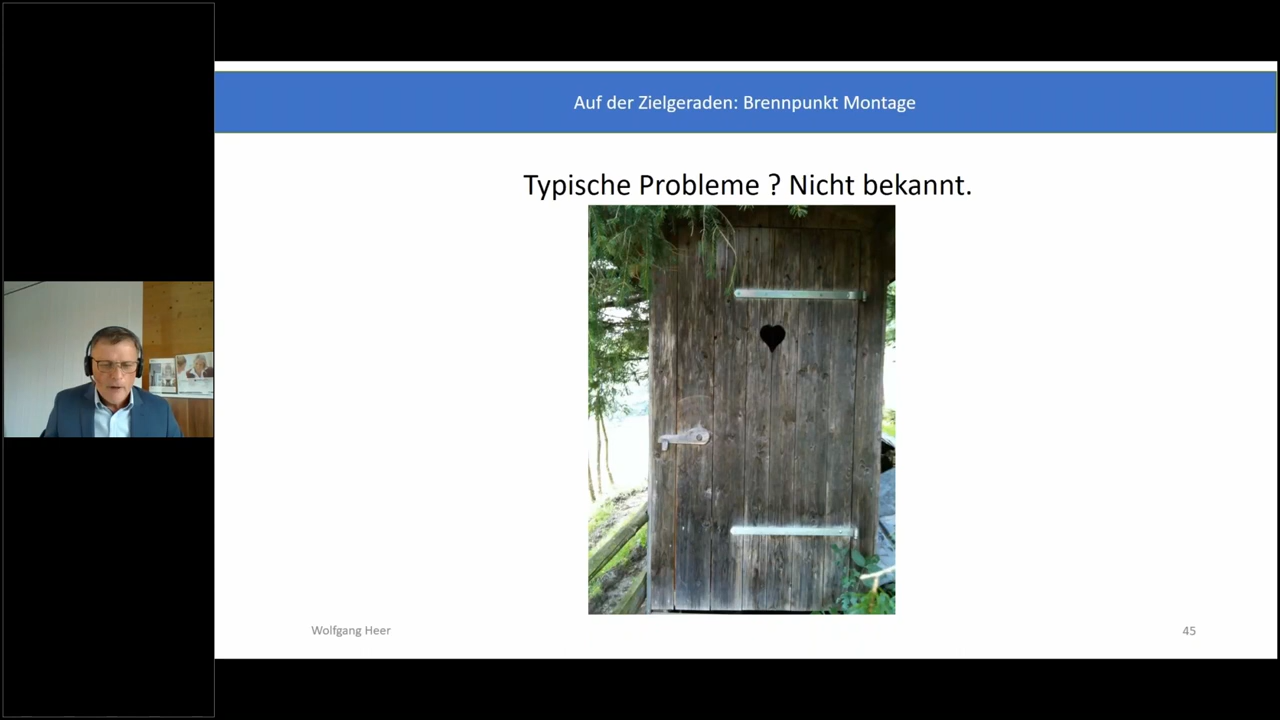 Auf der Zielgeraden: Brennpunkt Montage
Typische Probleme ? Nicht bekannt.
Wolfgang Heer
45